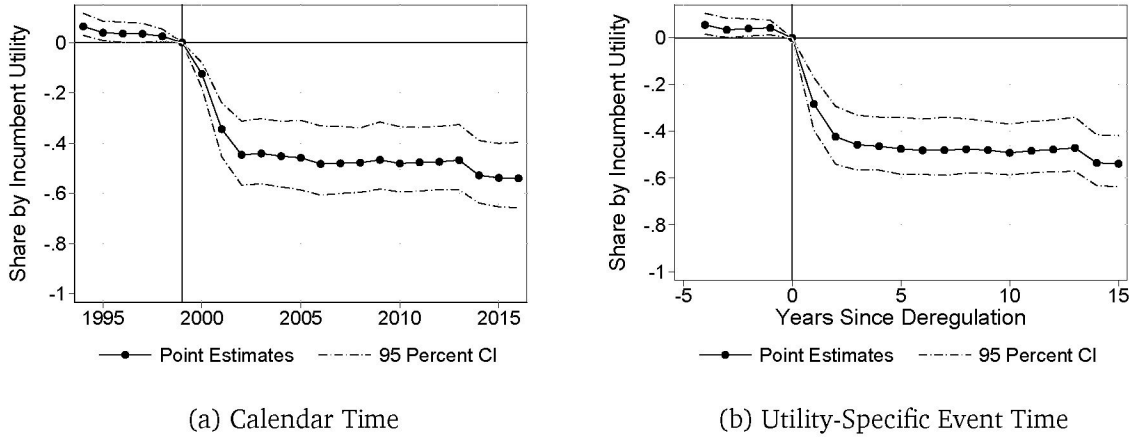 Share by Incumbent Utility
0
-.2
-.4
-.6
-.8
-1
1995 2000 2005 2010 2015
Point Estimates 95 Percent CI
(a) Calendar Time
Share by Incumbent Utility
0
-.2
-.4
-.6
-.8
-1
-5 0 5 10 15
Years Since Deregulation
Point Estimates 95 Percent CI
(b) Utility-Specific Event Time